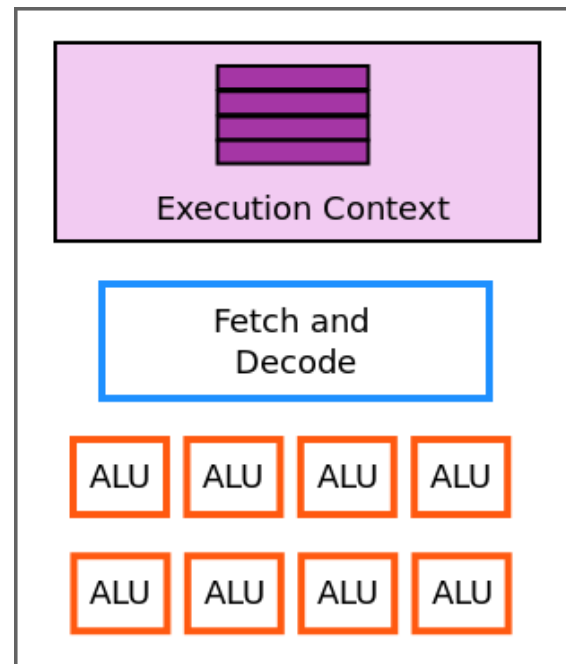 Execution Context
Fetch and
Decode
ALU ALU ALU ALU
ALU ALU ALU ALU